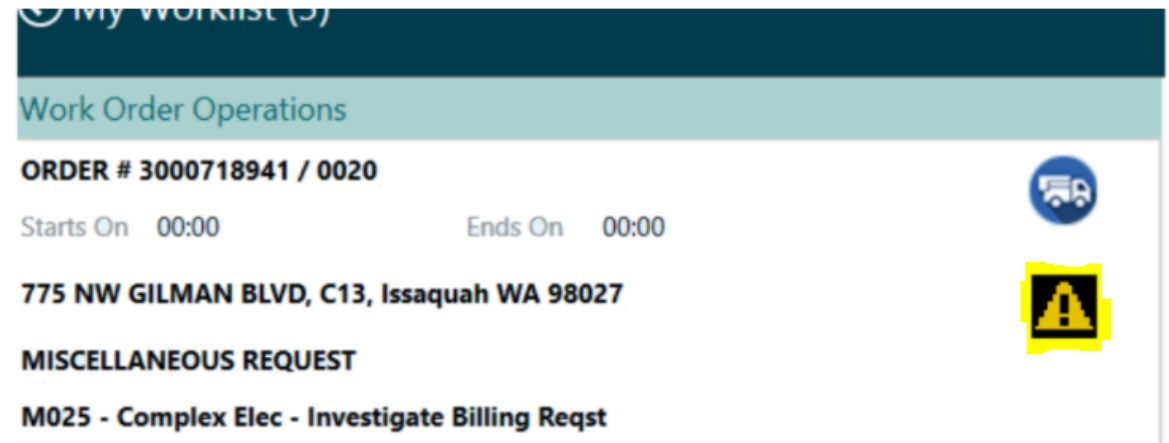 My Worklist (5)
Work Order Operations
ORDER # 3000718941 / 0020
Starts On 00:00 Ends On 00:00
775 NW GILMAN BLVD, C13, Issaquah WA 98027
MISCELLANEOUS REQUEST
M025 - Complex Elec - Investigate Billing Reqst